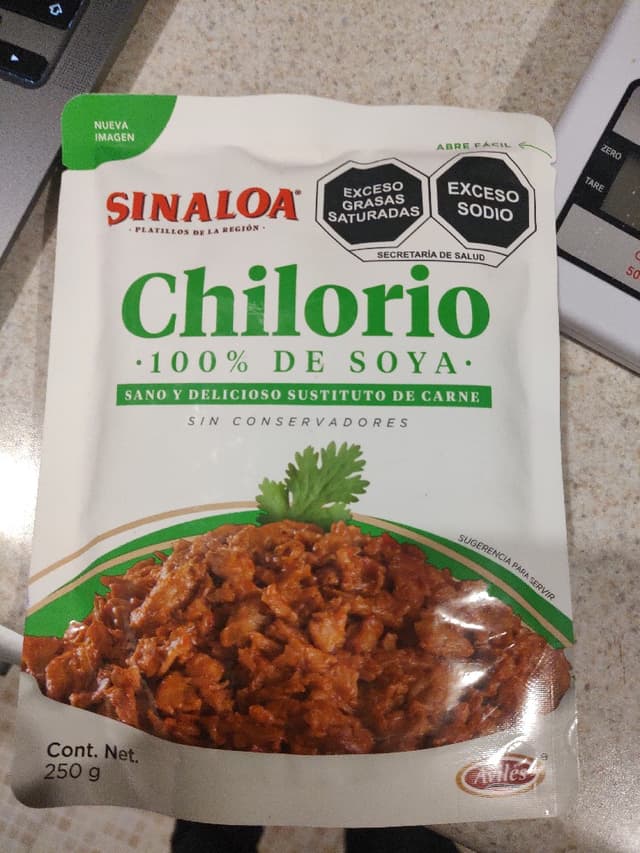 NUEVA
IMAGEN
ABRE FÁCIL
SINALOA®
· PLATILLOS DE LA REGIÓN ·
EXCESO
GRASAS
SATURADAS
EXCESO
SODIO
SECRETARÍA DE SALUD
Chilorio
·100% DE SOYA·
SANO Y DELICIOSO SUSTITUTO DE CARNE
SIN CONSERVADORES
SUGERENCIA PARA SERVIR
Cont. Net.
250 g
Avilés
ZERO
TARE
50